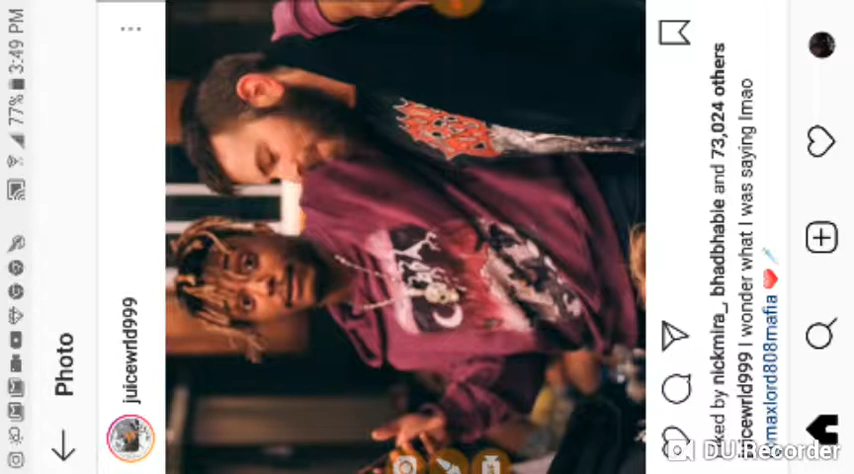 77% 3:49 PM
Photo
juicewrld999
ked by nickmira_, bhadbhabie and 73,024 others
icewrld999 I wonder what I was saying lmao
maxlord808mafia ❤️
DU Recorder